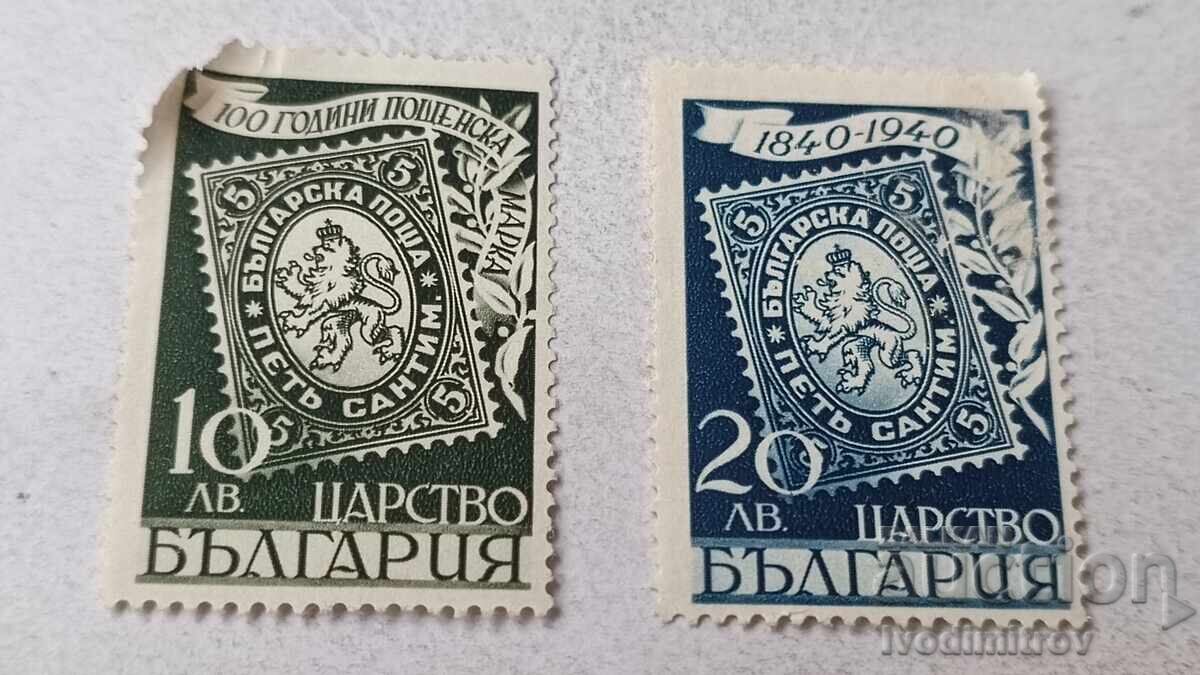 100 ГОДИНИ ПОЩЕНСКА
МАРКА
5
5
БЪЛГАРСКА ПОЩА
ПЕТЬ САНТИМ.
5
5
10
ЛВ. ЦАРСТВО
БЪЛГАРИЯ
1840-1940
5
5
БЪЛГАРСКА ПОЩА
ПЕТЬ САНТИМ
5
20
ЛВ. ЦАРСТВО
БЪЛГАРИЯ
auction
ivodimitrov